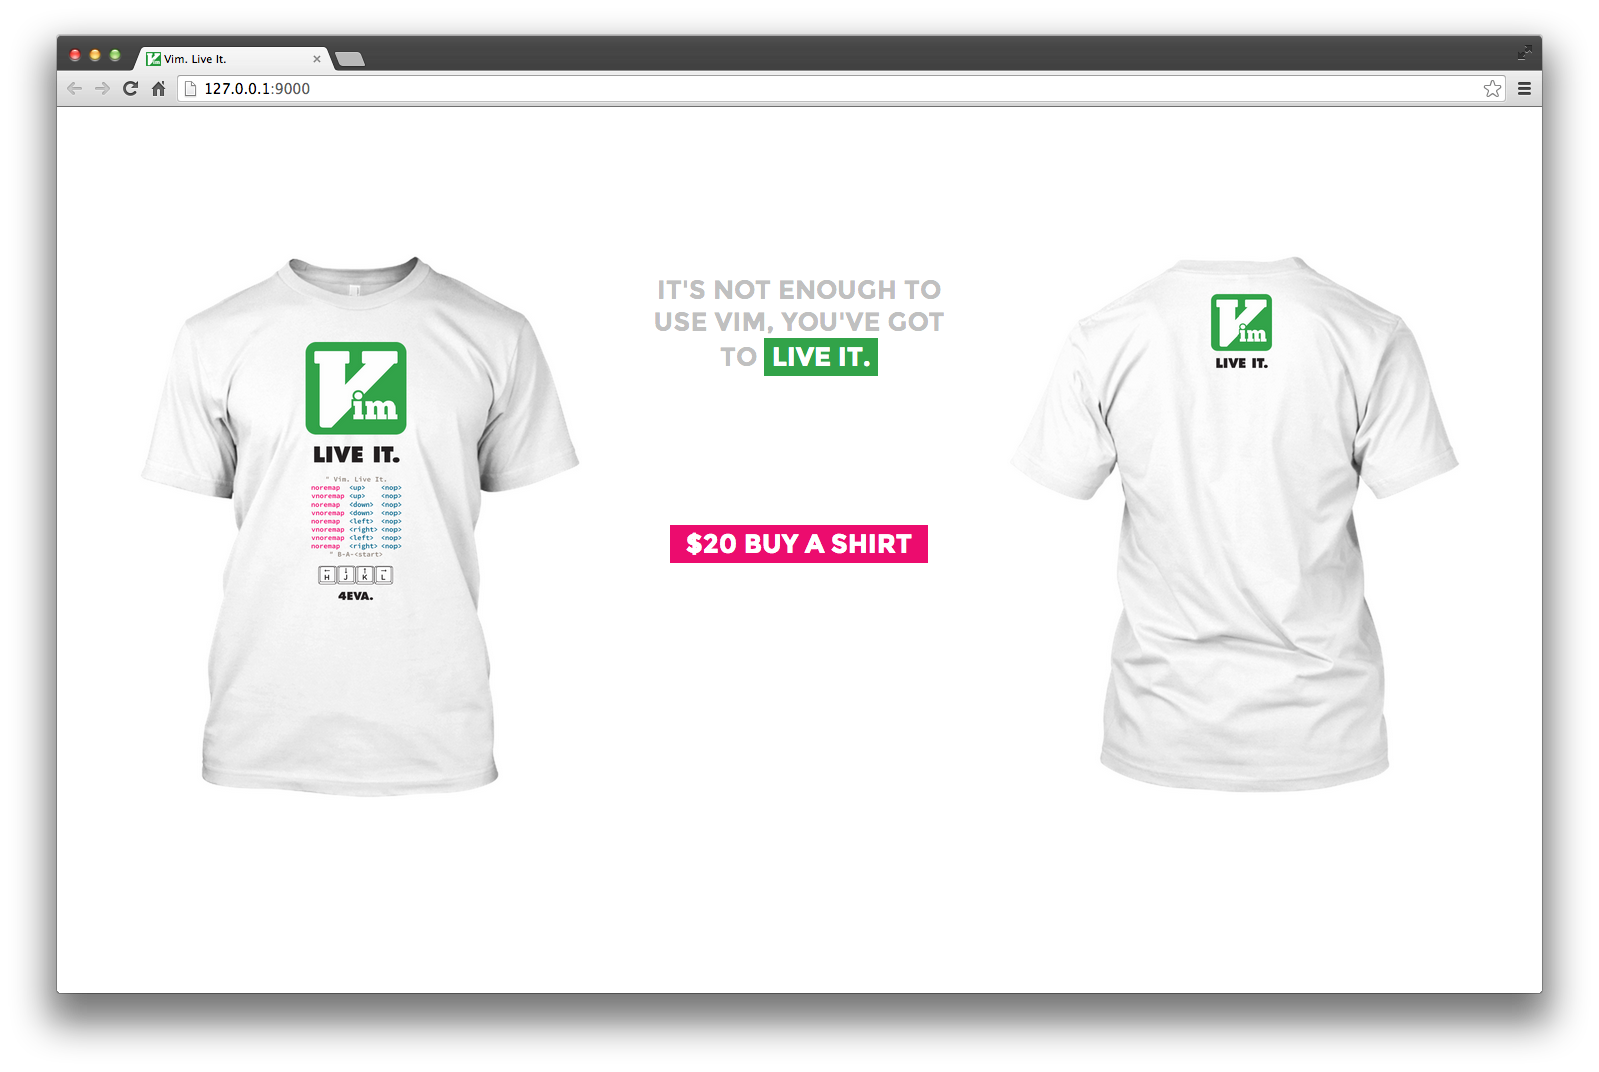 Vim. Live It.
127.0.0.1:9000
Vim
LIVE IT.
" Vim. Live It.
noremap <up> <nop>
vnoremap <up> <nop>
noremap <down> <nop>
vnoremap <down> <nop>
noremap <left> <nop>
vnoremap <right> <nop>
vnoremap <left> <nop>
noremap <right> <nop>
" B-A-<start>
← ↓ ↑ →
H J K L
4EVA.
IT'S NOT ENOUGH TO
USE VIM, YOU'VE GOT
TO LIVE IT.
$20 BUY A SHIRT
Vim
LIVE IT.